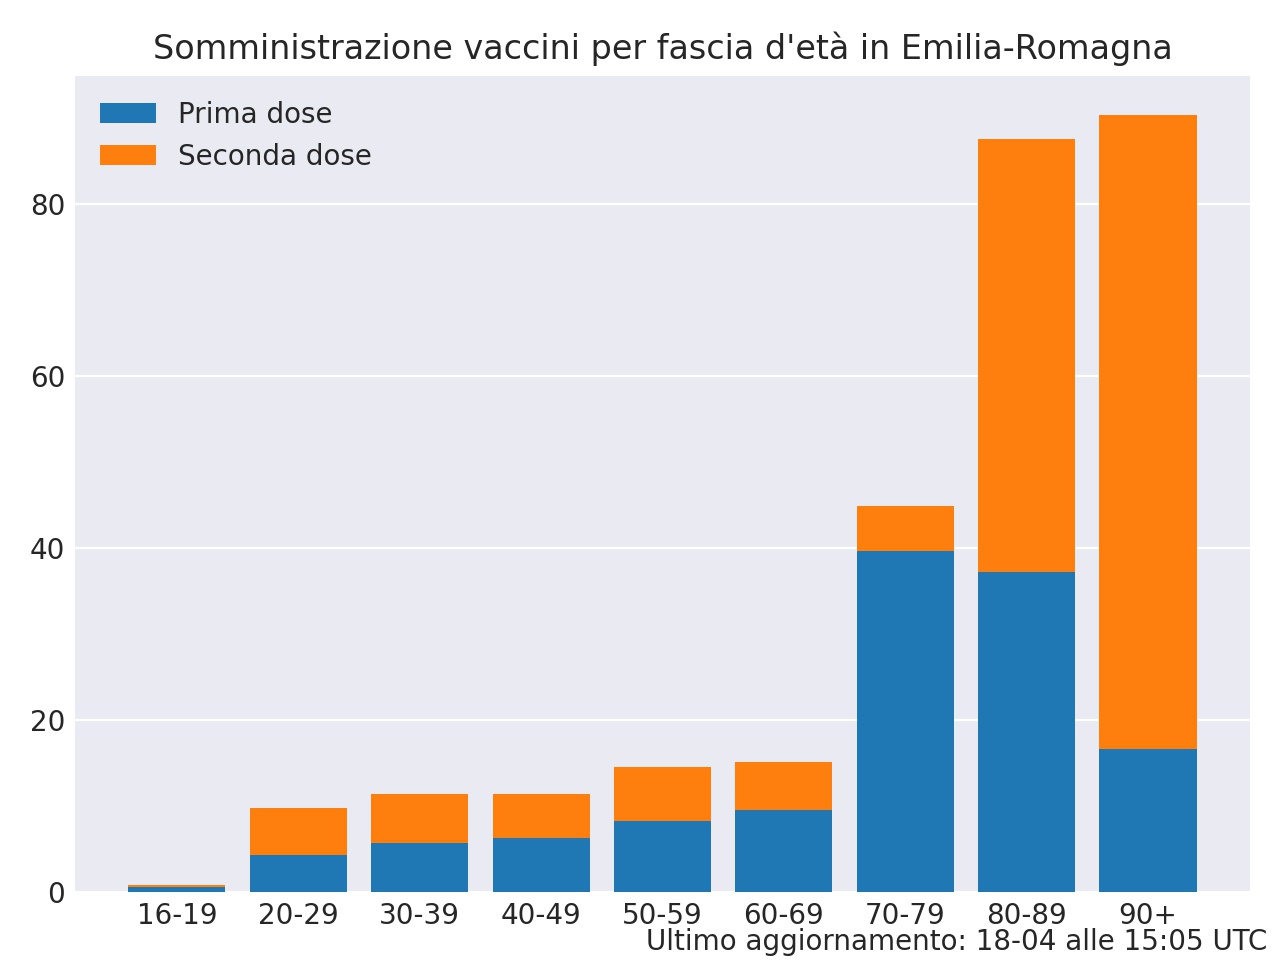 Somministrazione vaccini per fascia d'età in Emilia-Romagna
Prima dose
Seconda dose
80
60
40
20
0
16-19 20-29 30-39 40-49 50-59 60-69 70-79 80-89 90+
Ultimo aggiornamento: 18-04 alle 15:05 UTC